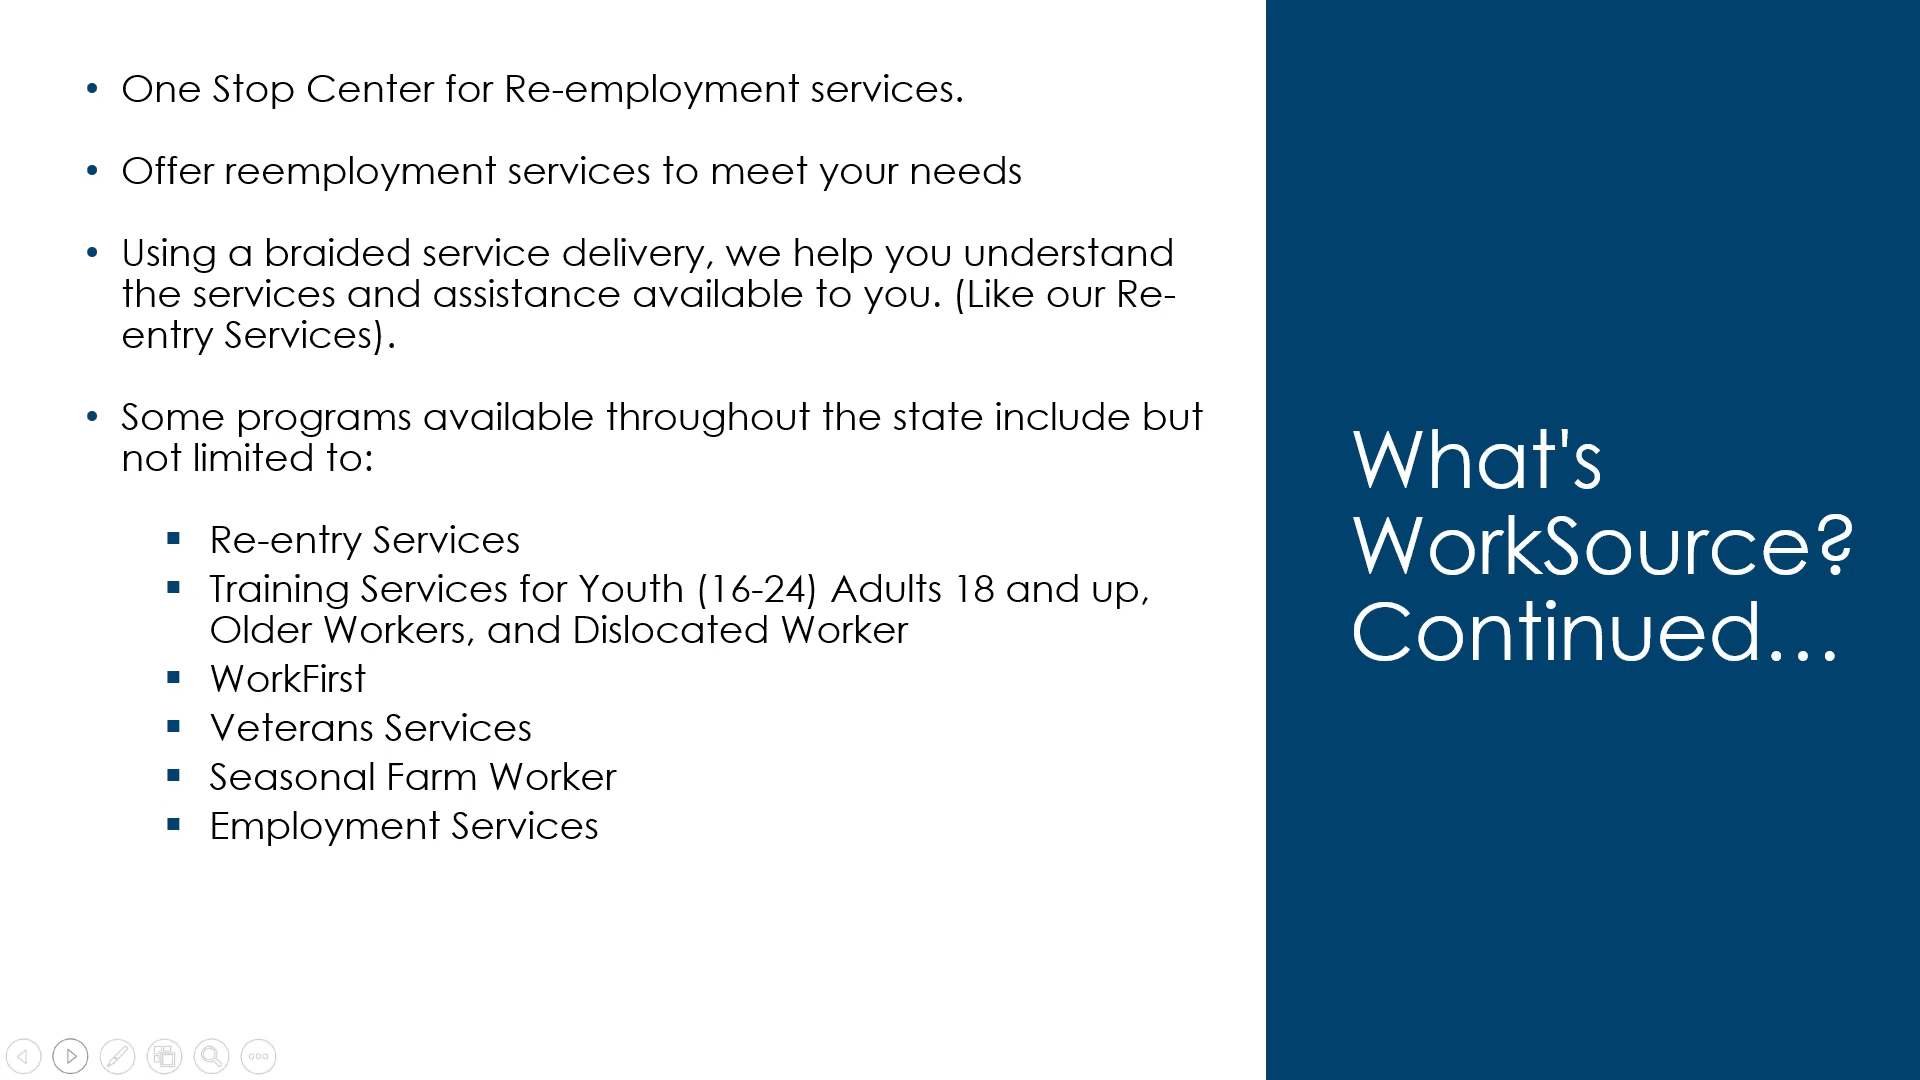 • One Stop Center for Re-employment services.
• Offer reemployment services to meet your needs
• Using a braided service delivery, we help you understand
the services and assistance available to you. (Like our Re-
entry Services).
• Some programs available throughout the state include but
not limited to:
▪ Re-entry Services
▪ Training Services for Youth (16-24) Adults 18 and up,
Older Workers, and Dislocated Worker
▪ WorkFirst
▪ Veterans Services
▪ Seasonal Farm Worker
▪ Employment Services
What's
WorkSource?
Continued...